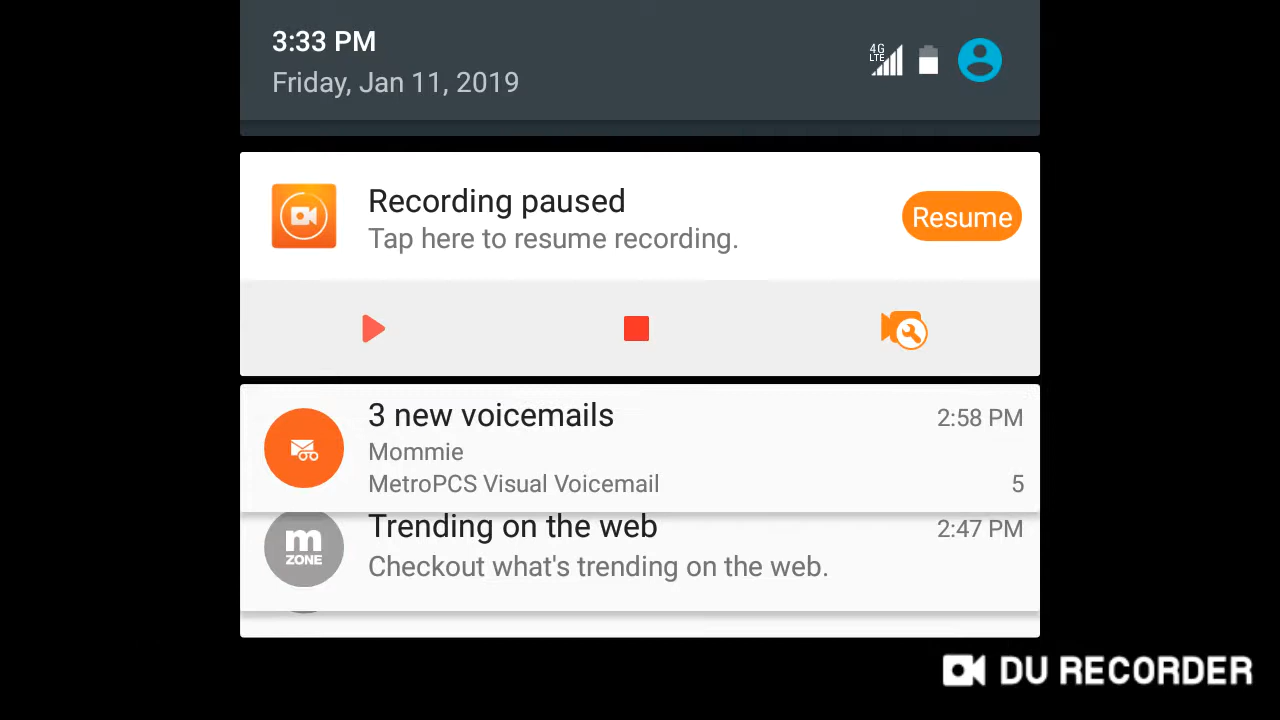 3:33 PM
Friday, Jan 11, 2019
4G
LTE
Recording paused
Tap here to resume recording.
Resume
3 new voicemails
2:58 PM
Mommie
MetroPCS Visual Voicemail
5
m
ZONE
Trending on the web
2:47 PM
Checkout what's trending on the web.
DU RECORDER